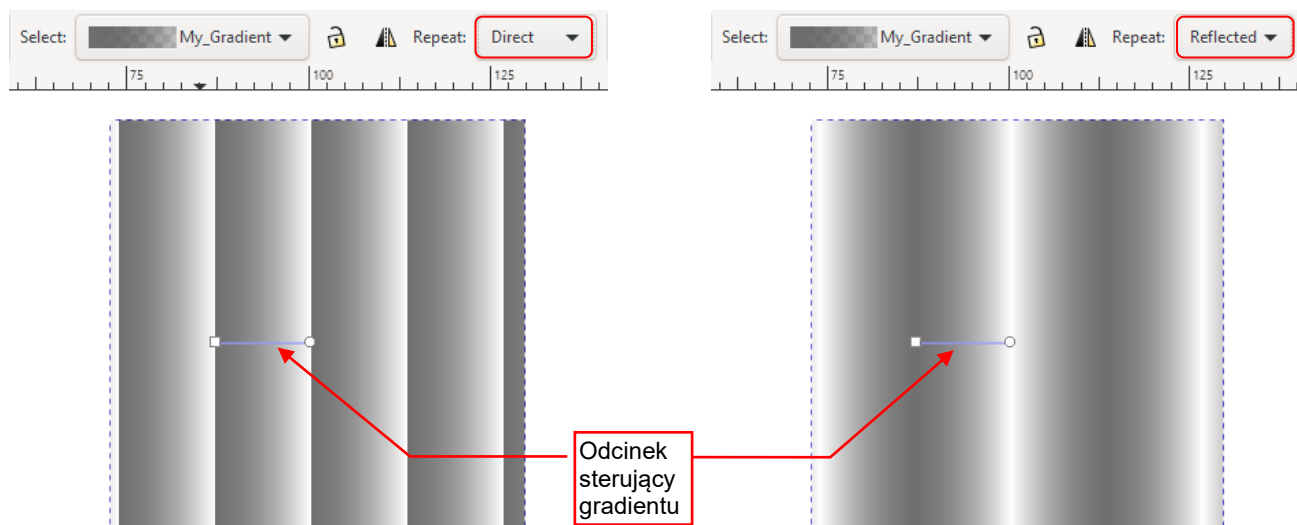 Select: My_Gradient Repeat: Direct
75 100 125
Select: My_Gradient Repeat: Reflected
75 100 125
Odcinek
sterujący
gradientu